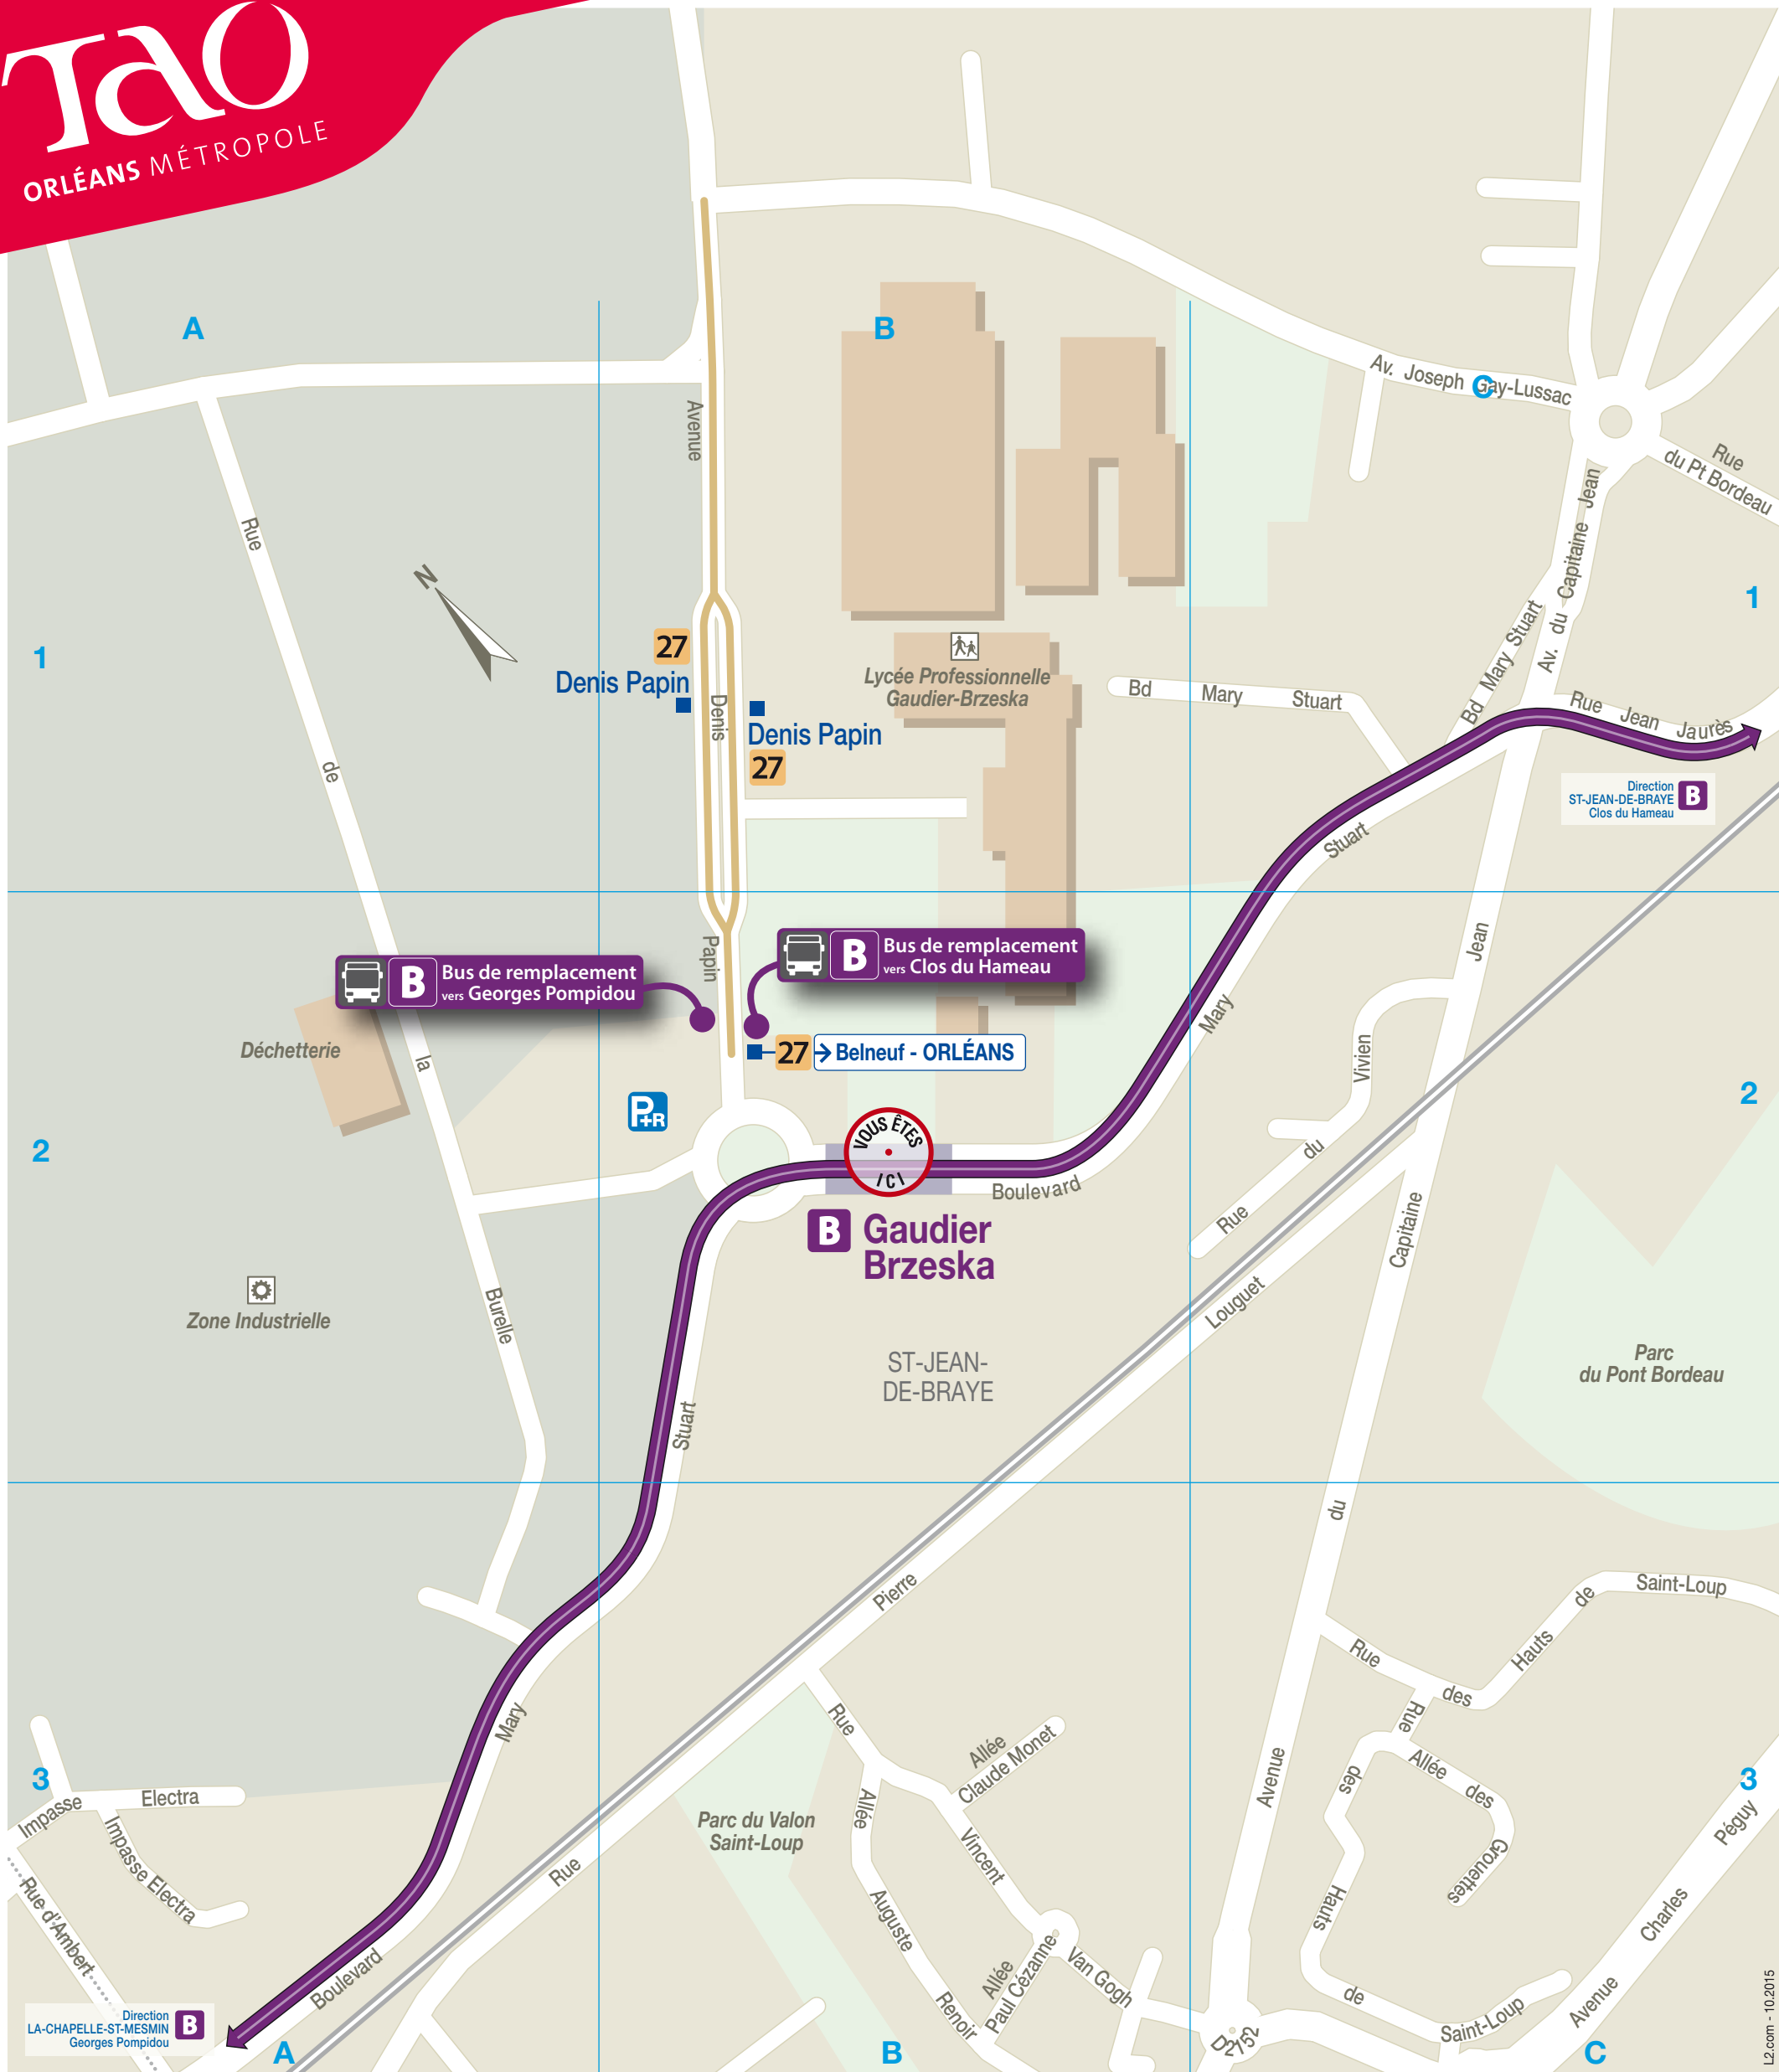 TAO
ORLÉANS MÉTROPOLE
A
B
C
Av. Joseph Gay-Lussac
Rue
du Pt Bordeau
Avenue
Denis
Papin
Rue
de
la
Burelle
N
1
1
27
Denis Papin
Denis Papin
27
Lycée Professionnelle
Gaudier-Brzeska
Bd Mary Stuart
Bd Mary Stuart
Av. du Capitaine Jean
Rue Jean Jaurès
Direction
ST-JEAN-DE-BRAYE
Clos du Hameau
B
Stuart
Mary
Boulevard
B
Bus de remplacement
vers Georges Pompidou
B
Bus de remplacement
vers Clos du Hameau
27
Belneuf - ORLÉANS
Déchetterie
P+R
2
2
VOUS ÊTES
ICI
B
Gaudier
Brzeska
Rue
du
Vivien
Jean
Capitaine
du
Avenue
Zone Industrielle
ST-JEAN-
DE-BRAYE
Parc
du Pont Bordeau
Stuart
Mary
Boulevard
Rue
Pierre
Louguet
3
3
Impasse
Electra
Impasse Electra
Rue d'Ambert
Direction
LA-CHAPELLE-ST-MESMIN
Georges Pompidou
B
Parc du Valon
Saint-Loup
Rue
Vincent
Van Gogh
Allée
Claude Monet
Allée
Auguste
Renoir
Allée
Paul Cézanne
D2152
Rue
des
Hauts
de
Saint-Loup
Rue
des
Hauts
de
Saint-Loup
Allée
des
Grouettes
Avenue
Charles
Péguy
A
B
C
L2.com - 10.2015